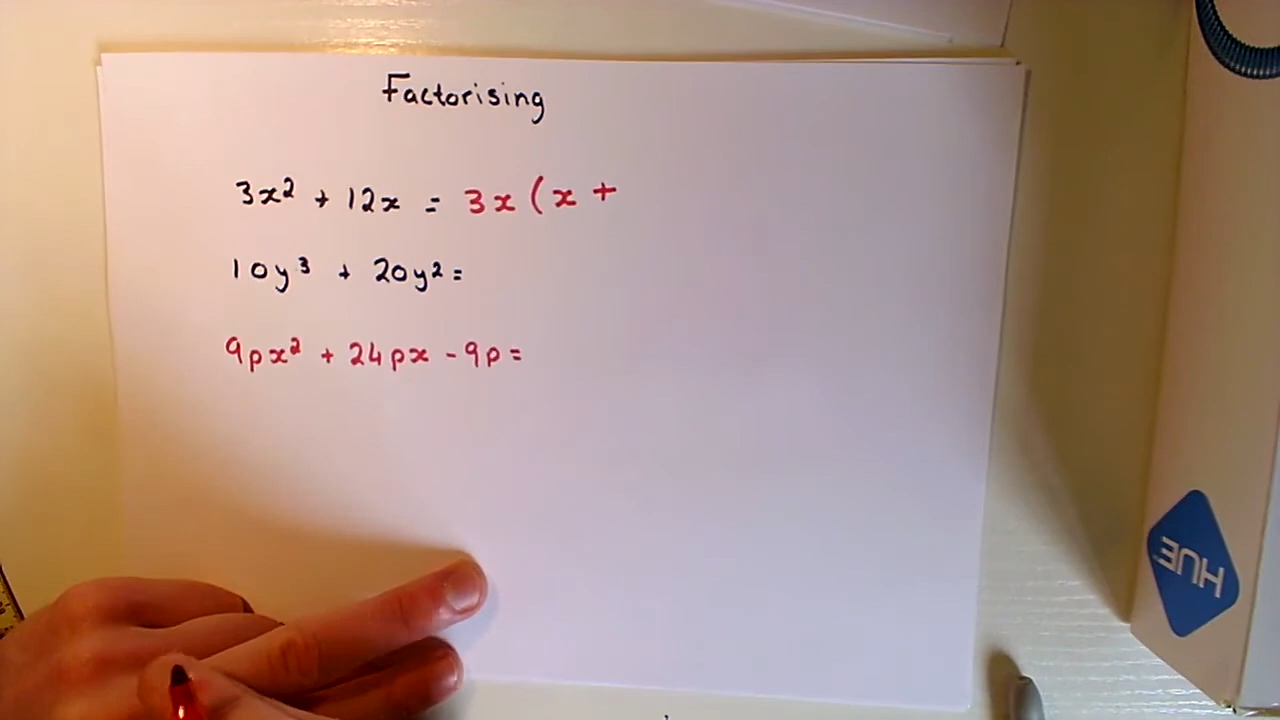 Factorising
3x² + 12x = 3x (x +
10y³ + 20y² =
9px² + 24px - 9p =
HUE